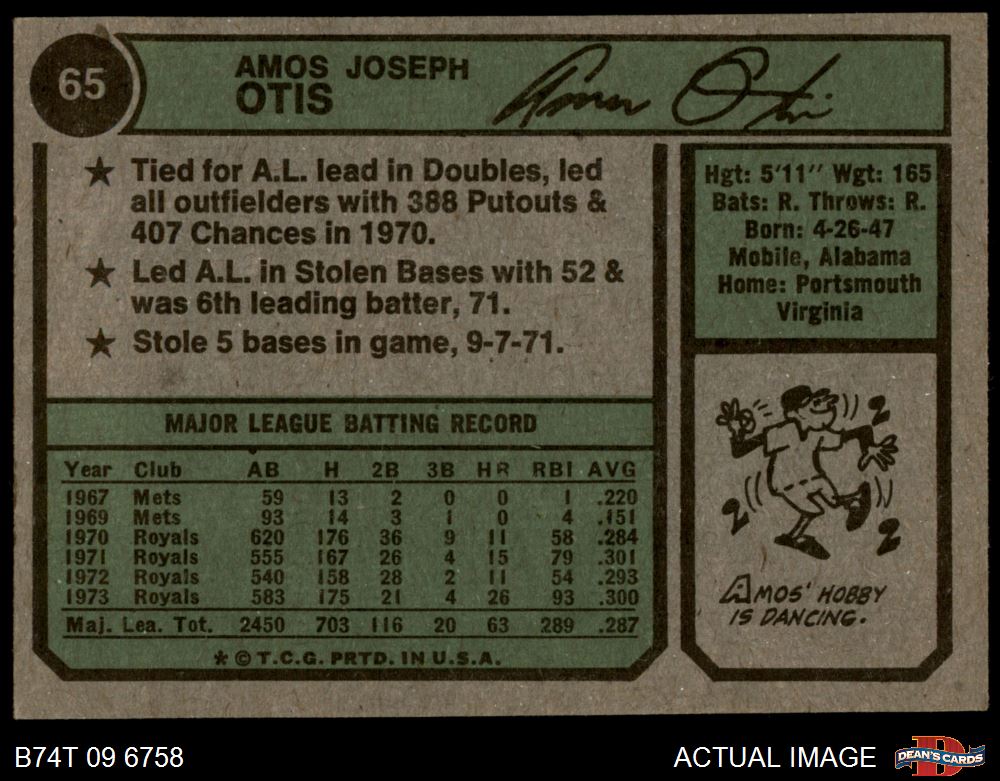 65
AMOS JOSEPH
OTIS
Amos Otis
★ Tied for A.L. lead in Doubles, led
all outfielders with 388 Putouts &
407 Chances in 1970.
★ Led A.L. in Stolen Bases with 52 &
was 6th leading batter, 71.
★ Stole 5 bases in game, 9-7-71.
Hgt: 5'11'' Wgt: 165
Bats: R. Throws: R.
Born: 4-26-47
Mobile, Alabama
Home: Portsmouth
Virginia
MAJOR LEAGUE BATTING RECORD
Year Club AB H 2B 3B HR RBI AVG
1967 Mets 59 13 2 0 0 1 .220
1969 Mets 93 14 3 1 0 4 .151
1970 Royals 620 176 36 9 11 58 .284
1971 Royals 555 167 26 4 15 79 .301
1972 Royals 540 158 28 2 11 54 .293
1973 Royals 583 175 21 4 26 93 .300
Maj. Lea. Tot. 2450 703 116 20 63 289 .287
* © T.C.G. PRTD. IN U.S.A.
AMOS' HOBBY
IS DANCING.
B74T 09 6758
ACTUAL IMAGE
D
DEAN'S CARDS